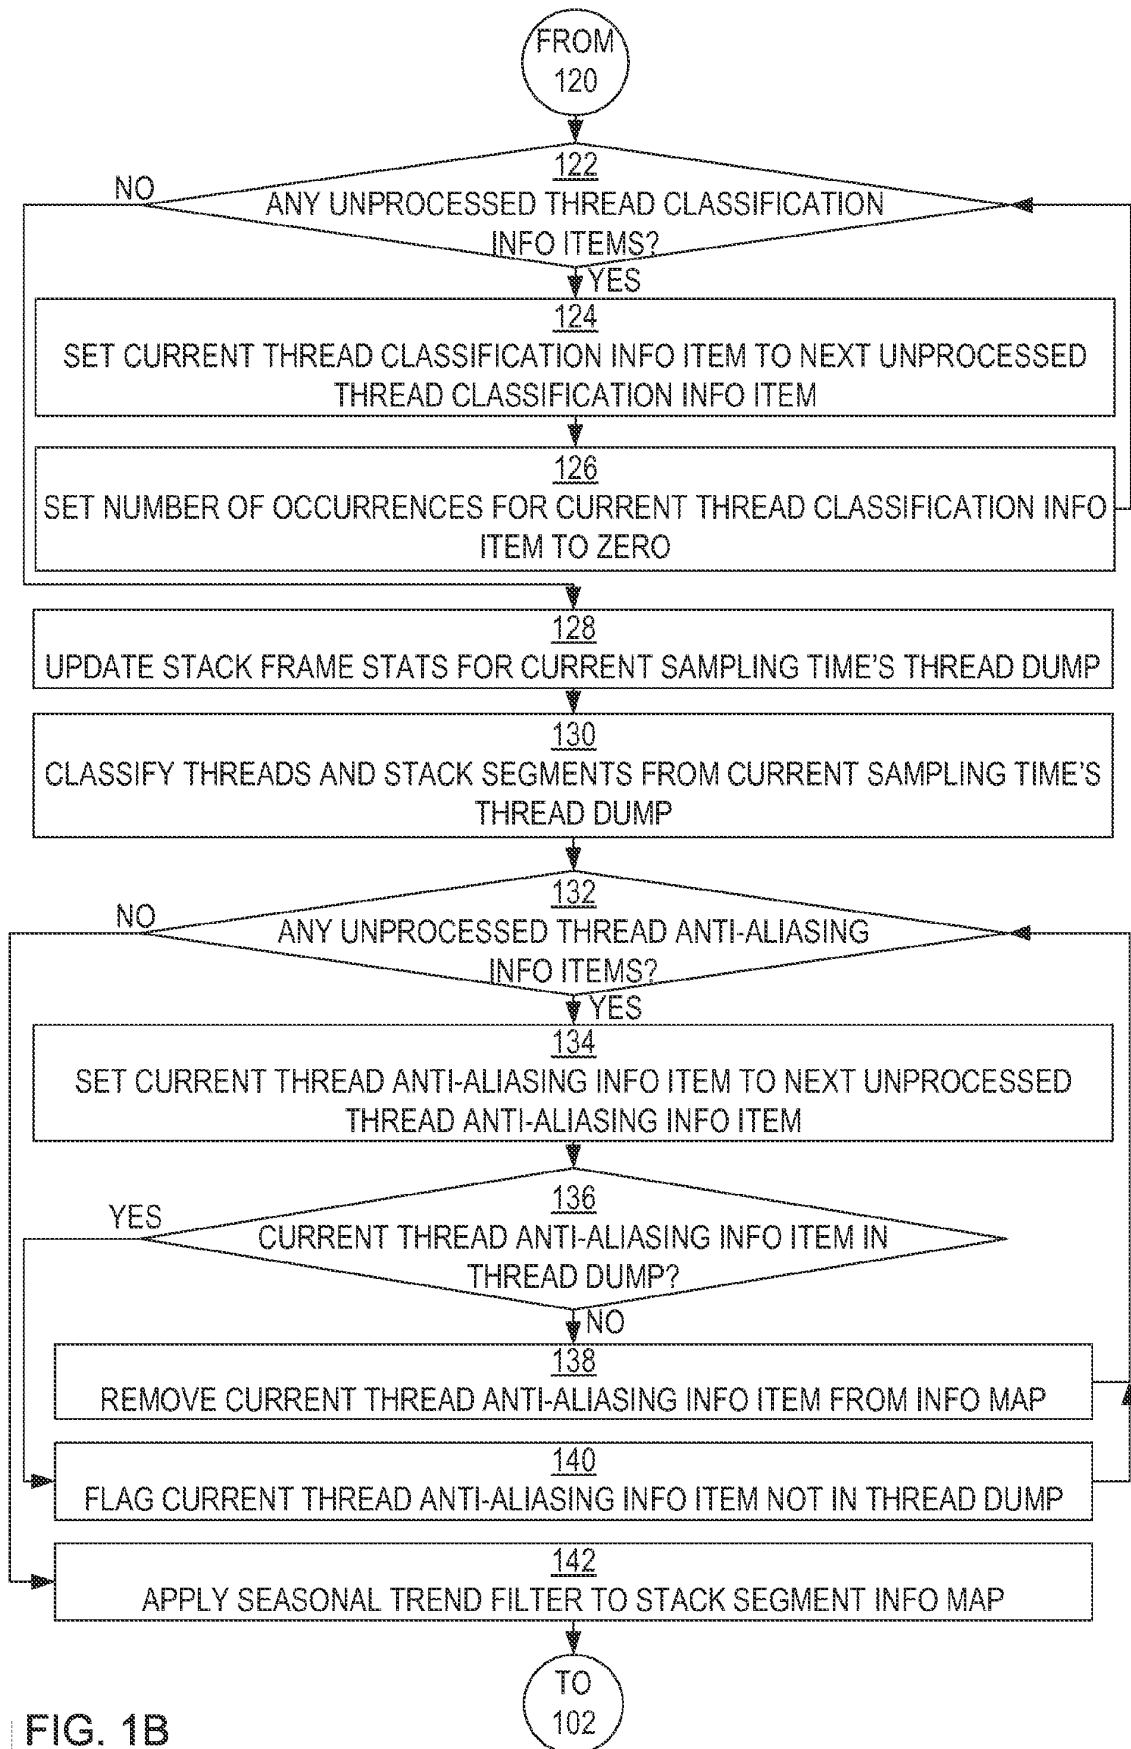 FROM
120
122
NO
ANY UNPROCESSED THREAD CLASSIFICATION
INFO ITEMS?
YES
124
SET CURRENT THREAD CLASSIFICATION INFO ITEM TO NEXT UNPROCESSED
THREAD CLASSIFICATION INFO ITEM
126
SET NUMBER OF OCCURRENCES FOR CURRENT THREAD CLASSIFICATION INFO
ITEM TO ZERO
128
UPDATE STACK FRAME STATS FOR CURRENT SAMPLING TIME'S THREAD DUMP
130
CLASSIFY THREADS AND STACK SEGMENTS FROM CURRENT SAMPLING TIME'S
THREAD DUMP
132
NO
ANY UNPROCESSED THREAD ANTI-ALIASING
INFO ITEMS?
YES
134
SET CURRENT THREAD ANTI-ALIASING INFO ITEM TO NEXT UNPROCESSED
THREAD ANTI-ALIASING INFO ITEM
136
YES
CURRENT THREAD ANTI-ALIASING INFO ITEM IN
THREAD DUMP?
NO
138
REMOVE CURRENT THREAD ANTI-ALIASING INFO ITEM FROM INFO MAP
140
FLAG CURRENT THREAD ANTI-ALIASING INFO ITEM NOT IN THREAD DUMP
142
APPLY SEASONAL TREND FILTER TO STACK SEGMENT INFO MAP
TO
102
FIG. 1B